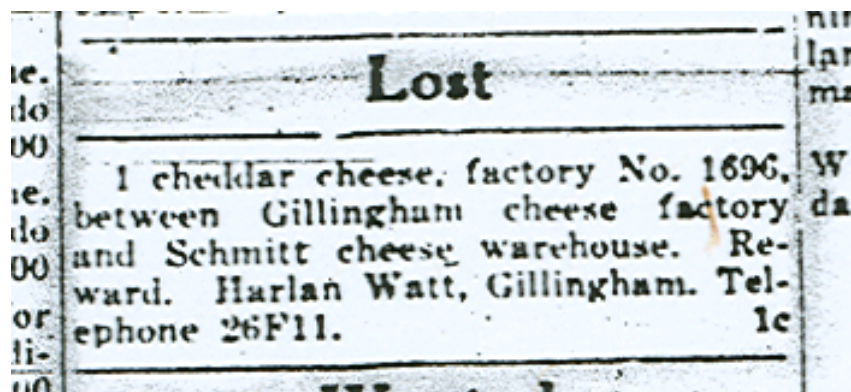 Lost
1 cheddar cheese, factory No. 1696,
between Gillingham cheese factory
and Schmitt cheese warehouse. Re-
ward. Harlan Watt, Gillingham. Tel-
ephone 26F11. 1c